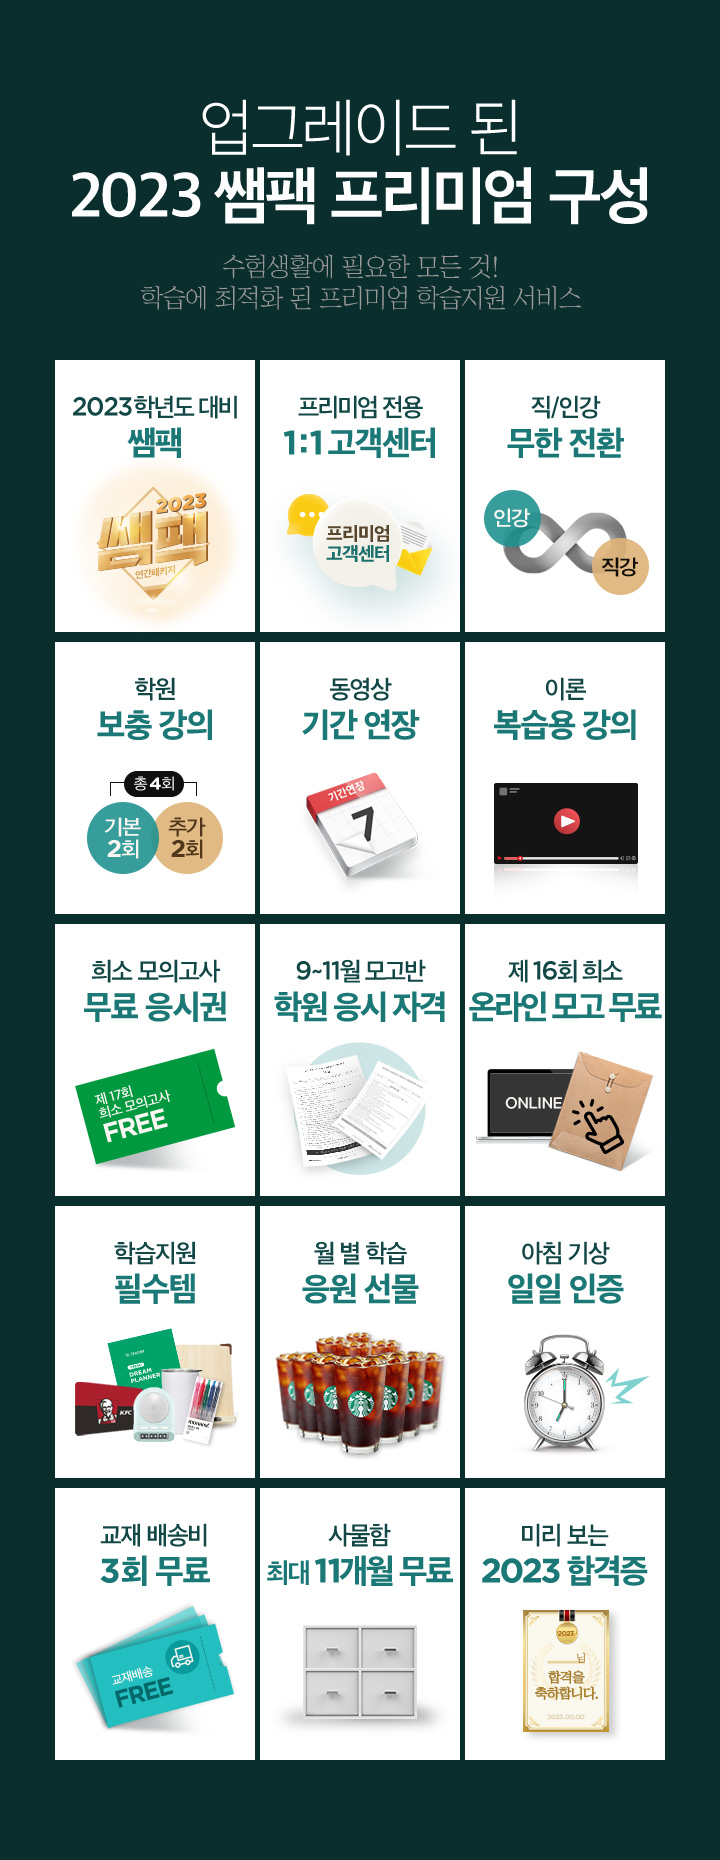 업그레이드 된
2023 쌤팩 프리미엄 구성
수험생활에 필요한 모든 것!
학습에 최적화 된 프리미엄 학습지원 서비스
2023학년도 대비
쌤팩
2023
쌤팩
연간패키지
프리미엄 전용
1:1 고객센터
프리미엄
고객센터
직/인강
무한 전환
인강
직강
학원
보충 강의
총 4회
기본
2회
추가
2회
동영상
기간 연장
기간연장
7
이론
복습용 강의
희소 모의고사
무료 응시권
제 17회
희소 모의고사
FREE
9~11월 모고반
학원 응시 자격
제 16회 희소
온라인 모고 무료
ONLINE
학습지원
필수템
DREAM
PLANNER
KFC
월 별 학습
응원 선물
아침 기상
일일 인증
교재 배송비
3회 무료
교재배송
FREE
사물함
최대 11개월 무료
미리 보는
2023 합격증
2023
님
합격을
축하합니다.
2023.00.00